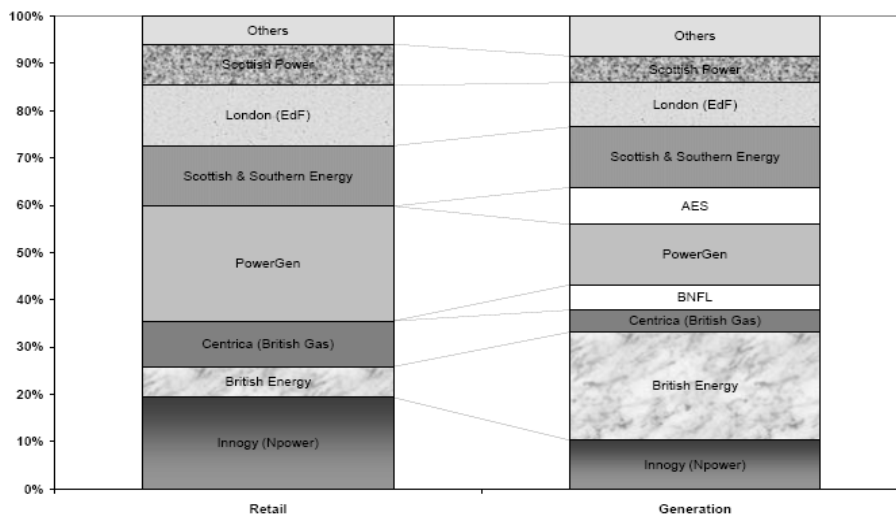 100%
90%
80%
70%
60%
50%
40%
30%
20%
10%
0%
Others
Scottish Power
London (EdF)
Scottish & Southern Energy
PowerGen
Centrica (British Gas)
British Energy
Innogy (Npower)
Others
Scottish Power
London (EdF)
Scottish & Southern Energy
AES
PowerGen
BNFL
Centrica (British Gas)
British Energy
Innogy (Npower)
Retail
Generation